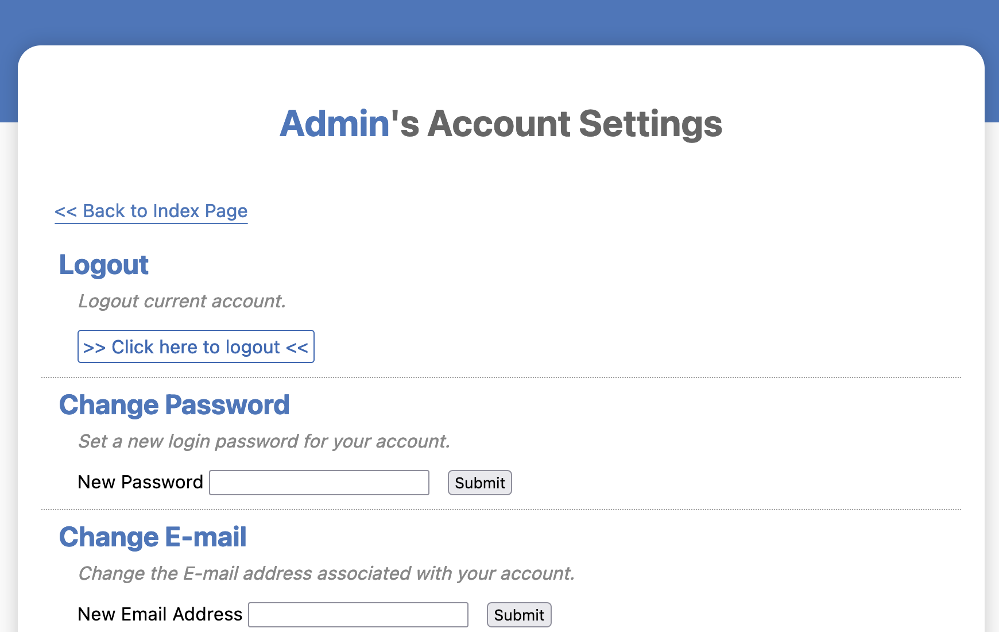 Admin's Account Settings
<< Back to Index Page
Logout
Logout current account.
>> Click here to logout <<
Change Password
Set a new login password for your account.
New Password Submit
Change E-mail
Change the E-mail address associated with your account.
New Email Address Submit